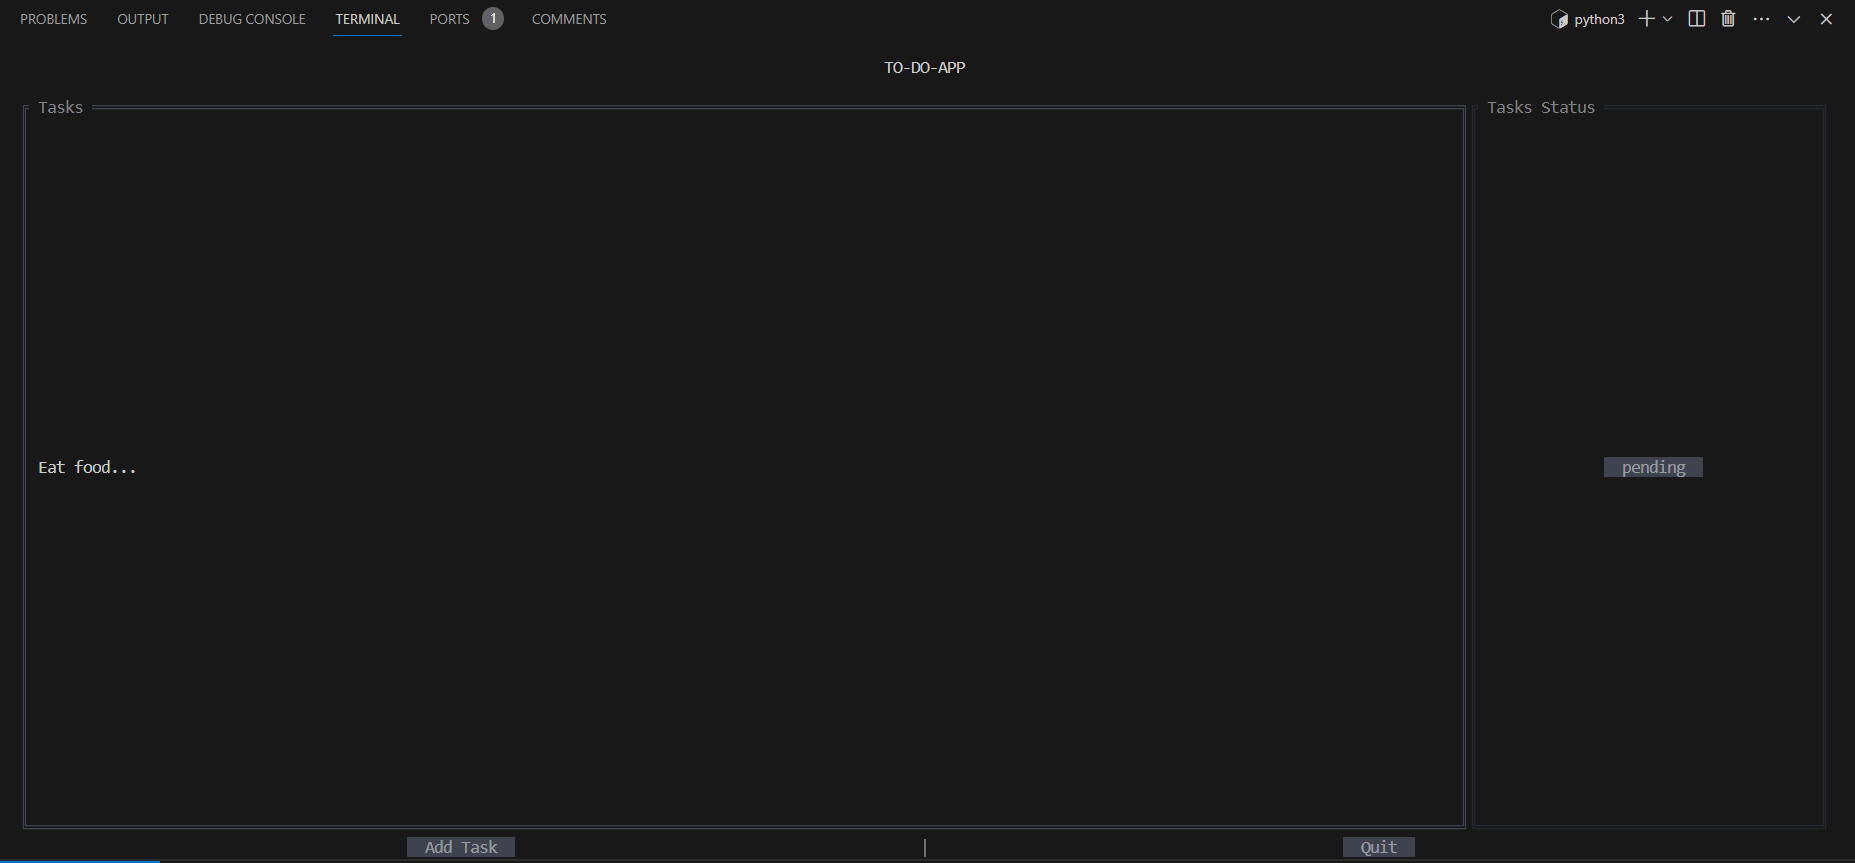 PROBLEMS OUTPUT DEBUG CONSOLE TERMINAL PORTS 1 COMMENTS python3
TO-DO-APP
Tasks Tasks Status
Eat food... pending
Add Task | Quit